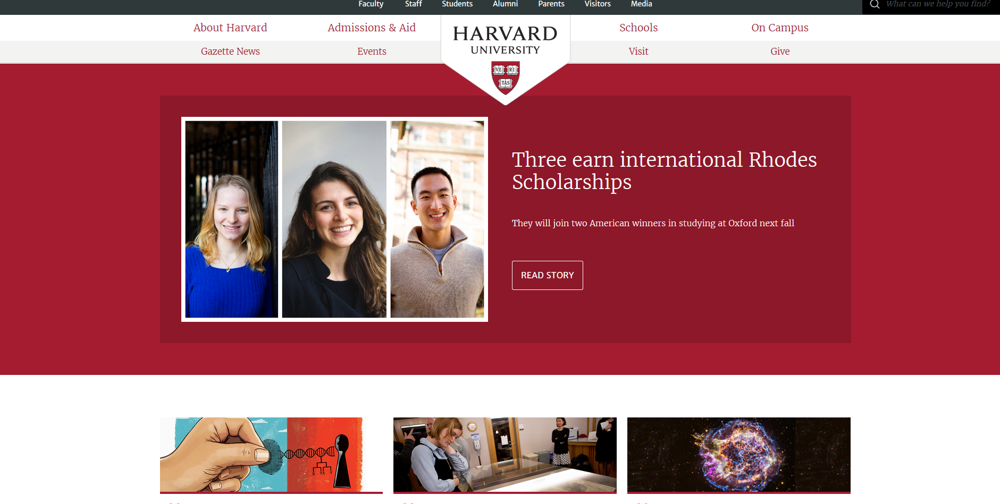 Faculty Staff Students Alumni Parents Visitors Media
What can we help you find?
About Harvard Admissions & Aid Schools On Campus
HARVARD
UNIVERSITY
VE RI
TAS
Gazette News Events Visit Give
Three earn international Rhodes
Scholarships
They will join two American winners in studying at Oxford next fall
READ STORY
X YX Y